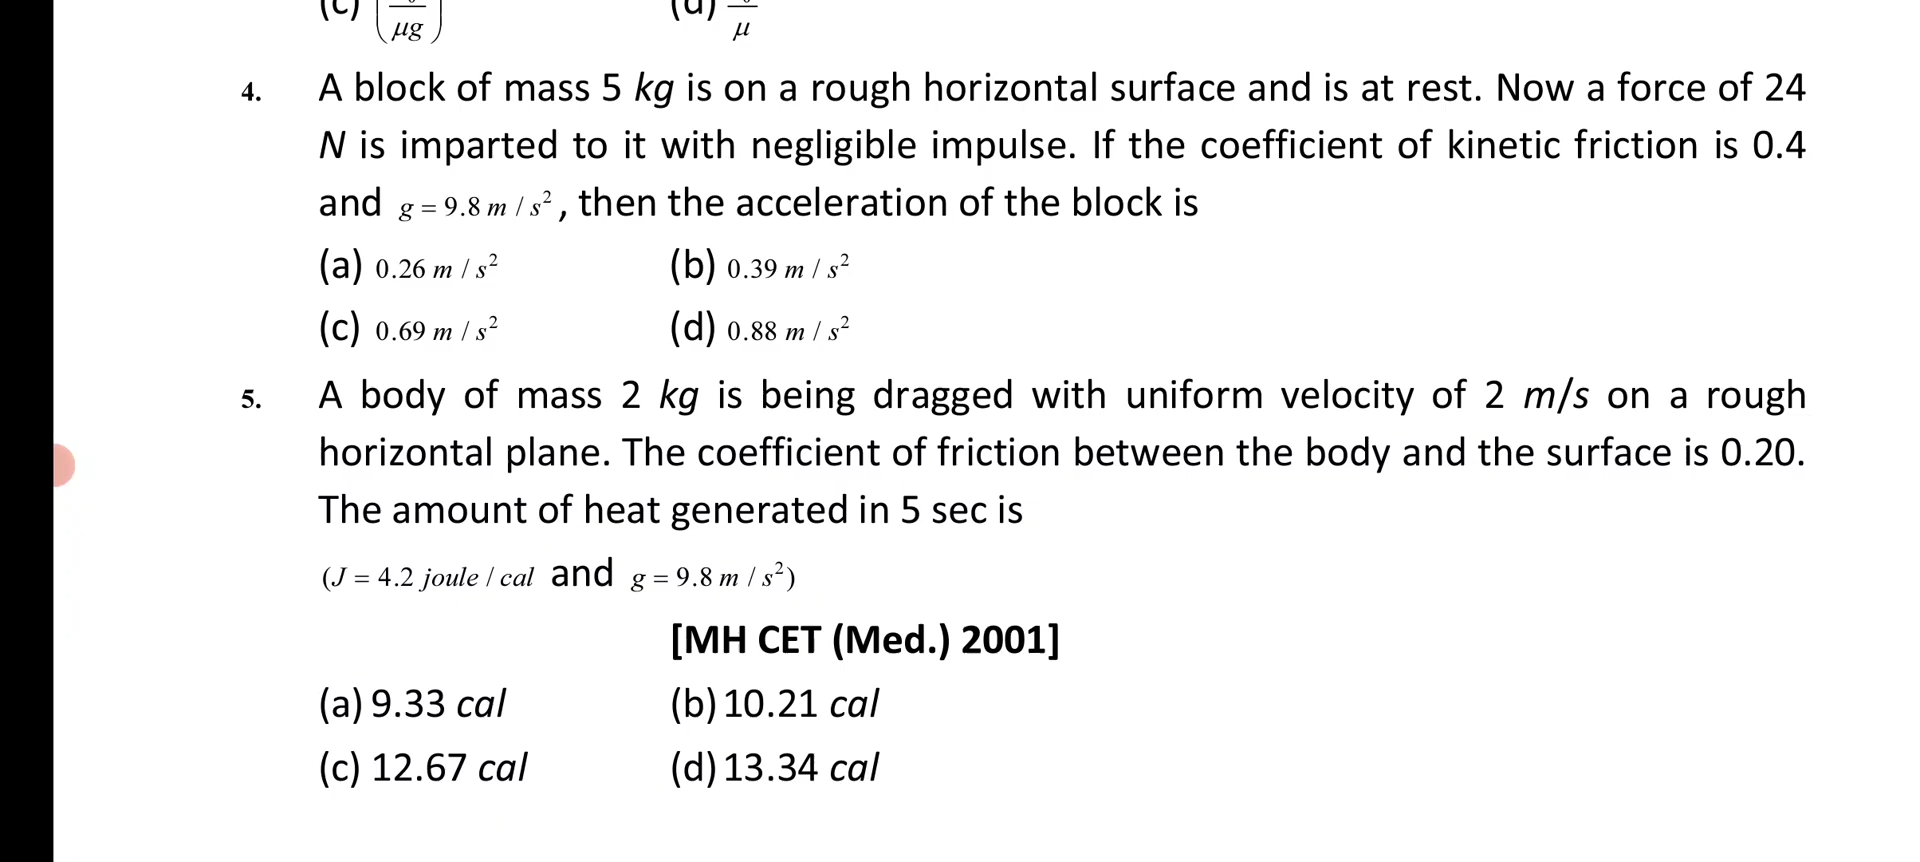 (c) (μg) (d) μ
4. A block of mass 5 kg is on a rough horizontal surface and is at rest. Now a force of 24
N is imparted to it with negligible impulse. If the coefficient of kinetic friction is 0.4
and g = 9.8 m / s², then the acceleration of the block is
(a) 0.26 m / s² (b) 0.39 m / s²
(c) 0.69 m / s² (d) 0.88 m / s²
5. A body of mass 2 kg is being dragged with uniform velocity of 2 m/s on a rough
horizontal plane. The coefficient of friction between the body and the surface is 0.20.
The amount of heat generated in 5 sec is
(J = 4.2 joule / cal and g = 9.8 m / s²)
[MH CET (Med.) 2001]
(a) 9.33 cal (b) 10.21 cal
(c) 12.67 cal (d) 13.34 cal